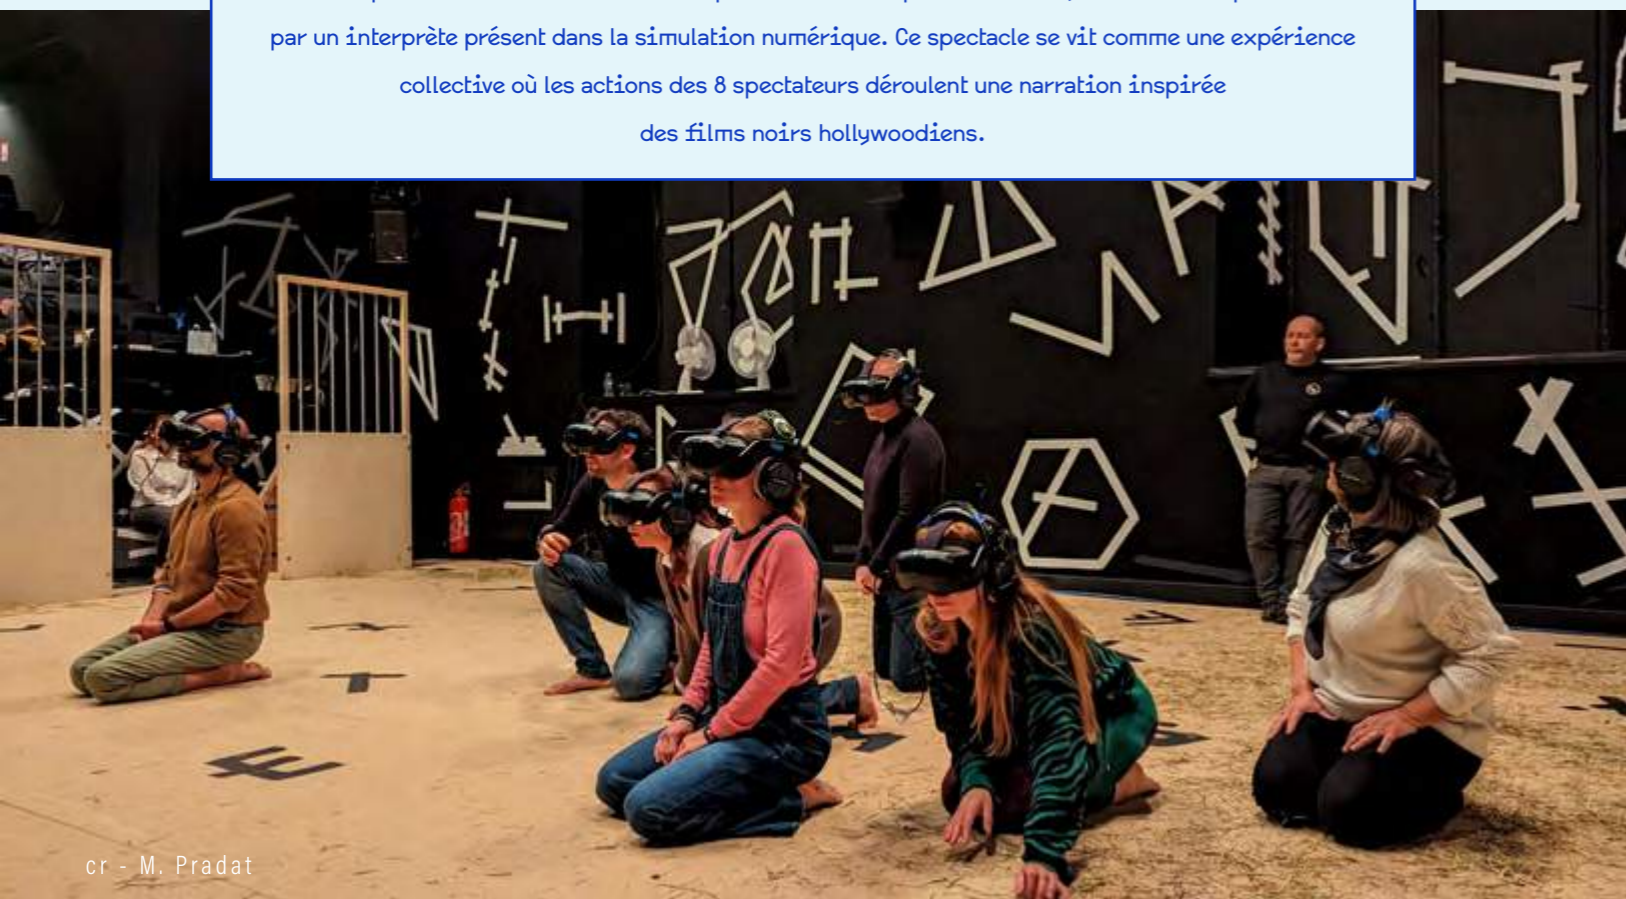 par un interprète présent dans la simulation numérique. Ce spectacle se vit comme une expérience
collective où les actions des 8 spectateurs déroulent une narration inspirée
des films noirs hollywoodiens.
E
cr - M. Pradat